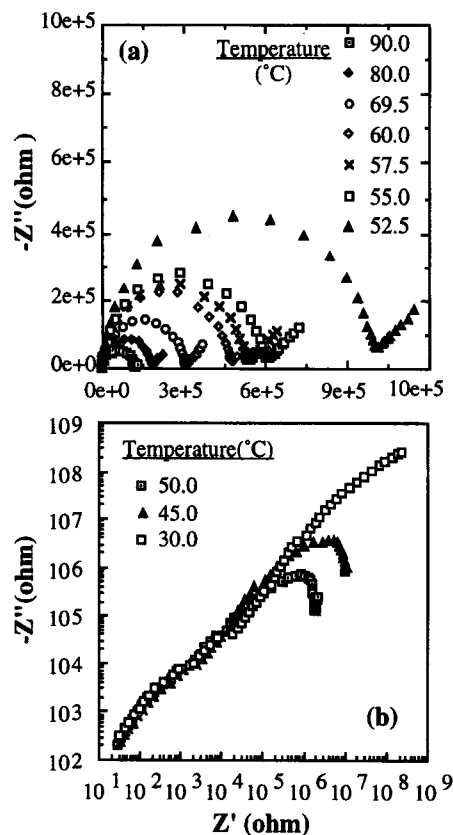 10e+5
(a)
Temperature
(°C)
90.0
80.0
69.5
60.0
57.5
55.0
52.5
8e+5
6e+5
4e+5
2e+5
0e+0
-Z"(ohm)
0e+0 3e+5 6e+5 9e+5 10e+5
10⁹
10⁸
10⁷
10⁶
10⁵
10⁴
10³
10²
-Z"(ohm)
Temperature(°C)
50.0
45.0
30.0
(b)
10¹ 10² 10³ 10⁴ 10⁵ 10⁶ 10⁷ 10⁸ 10⁹
Z' (ohm)